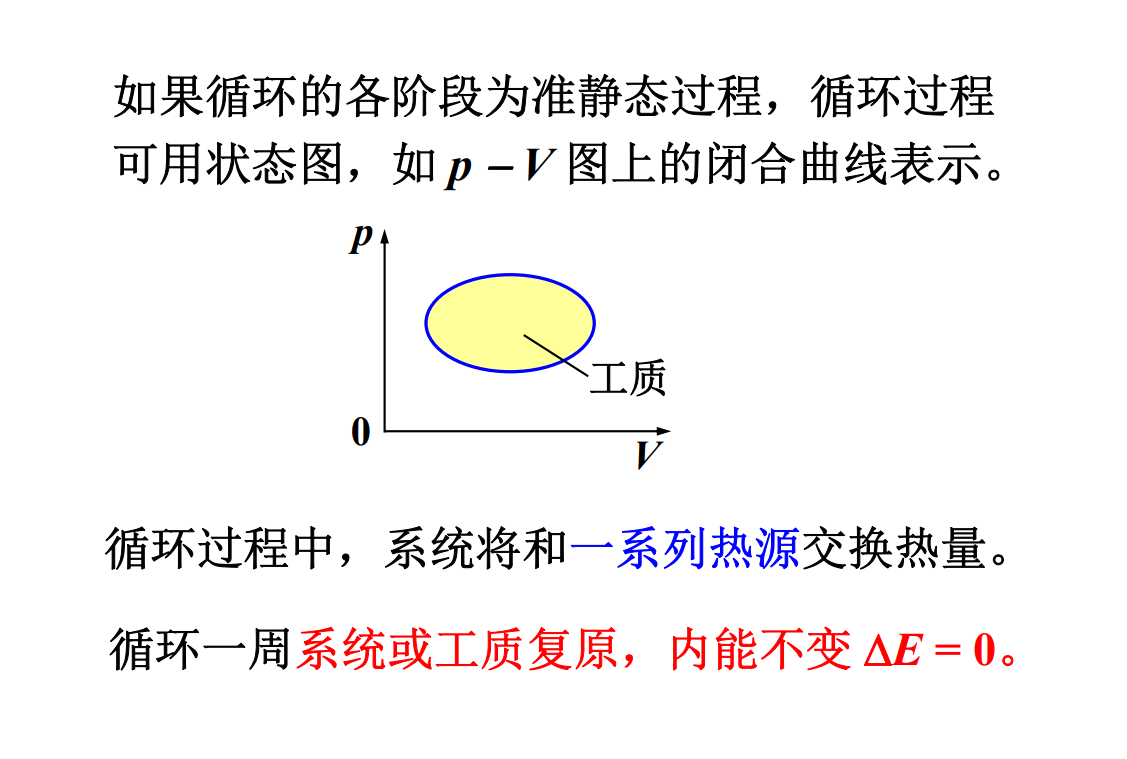 如果循环的各阶段为准静态过程，循环过程
可用状态图，如 p – V 图上的闭合曲线表示。
p
工质
0
V
循环过程中，系统将和一系列热源交换热量。
循环一周系统或工质复原，内能不变 ΔE = 0。